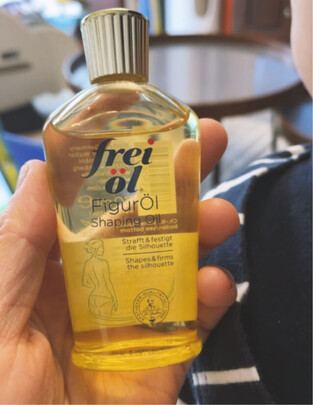 frei
öl®
FigurÖl
Shaping Oil
Strafft & festigt
die Silhouette
Shapes & firms
the silhouette